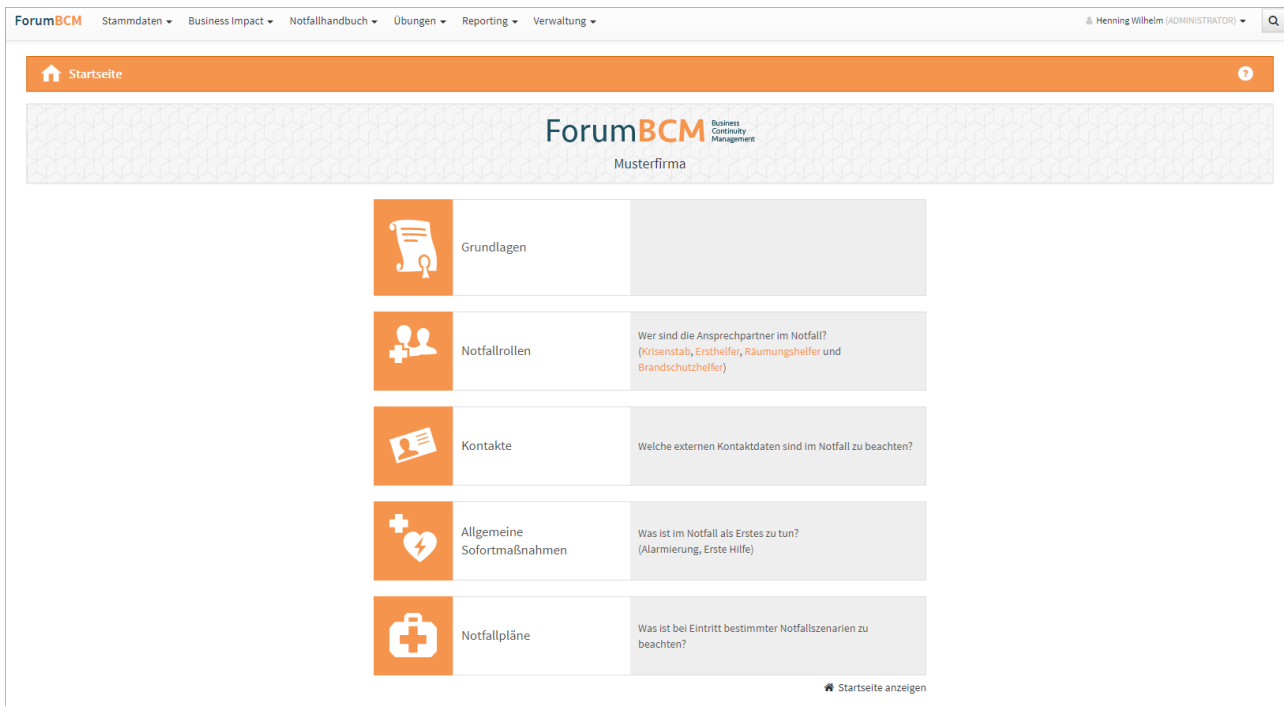 ForumBCM Stammdaten Business Impact Notfallhandbuch Übungen Reporting Verwaltung Henning Wilhelm (ADMINISTRATOR)
Startseite ?
ForumBCM Business
Continuity
Management
Musterfirma
Grundlagen
Notfallrollen
Wer sind die Ansprechpartner im Notfall?
(Krisenstab, Ersthelfer, Räumungshelfer und
Brandschutzhelfer)
Kontakte
Welche externen Kontaktdaten sind im Notfall zu beachten?
Allgemeine
Sofortmaßnahmen
Was ist im Notfall als Erstes zu tun?
(Alarmierung, Erste Hilfe)
Notfallpläne
Was ist bei Eintritt bestimmter Notfallszenarien zu
beachten?
Startseite anzeigen